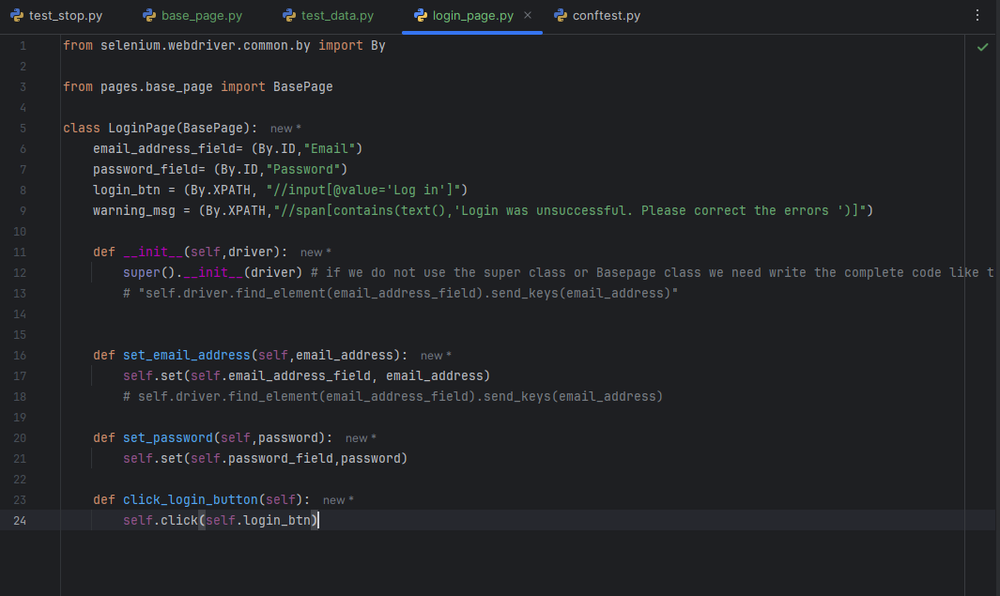 test_stop.py base_page.py test_data.py login_page.py conftest.py
1 from selenium.webdriver.common.by import By
2
3 from pages.base_page import BasePage
4
5 class LoginPage(BasePage): new *
6 email_address_field= (By.ID,"Email")
7 password_field= (By.ID,"Password")
8 login_btn = (By.XPATH, "//input[@value='Log in']")
9 warning_msg = (By.XPATH,"//span[contains(text(),'Login was unsuccessful. Please correct the errors ')]")
10
11 def __init__(self,driver): new *
12 super().__init__(driver) # if we do not use the super class or Basepage class we need write the complete code like t
13 # "self.driver.find_element(email_address_field).send_keys(email_address)"
14
15
16 def set_email_address(self,email_address): new *
17 self.set(self.email_address_field, email_address)
18 # self.driver.find_element(email_address_field).send_keys(email_address)
19
20 def set_password(self,password): new *
21 self.set(self.password_field,password)
22
23 def click_login_button(self): new *
24 self.click(self.login_btn)